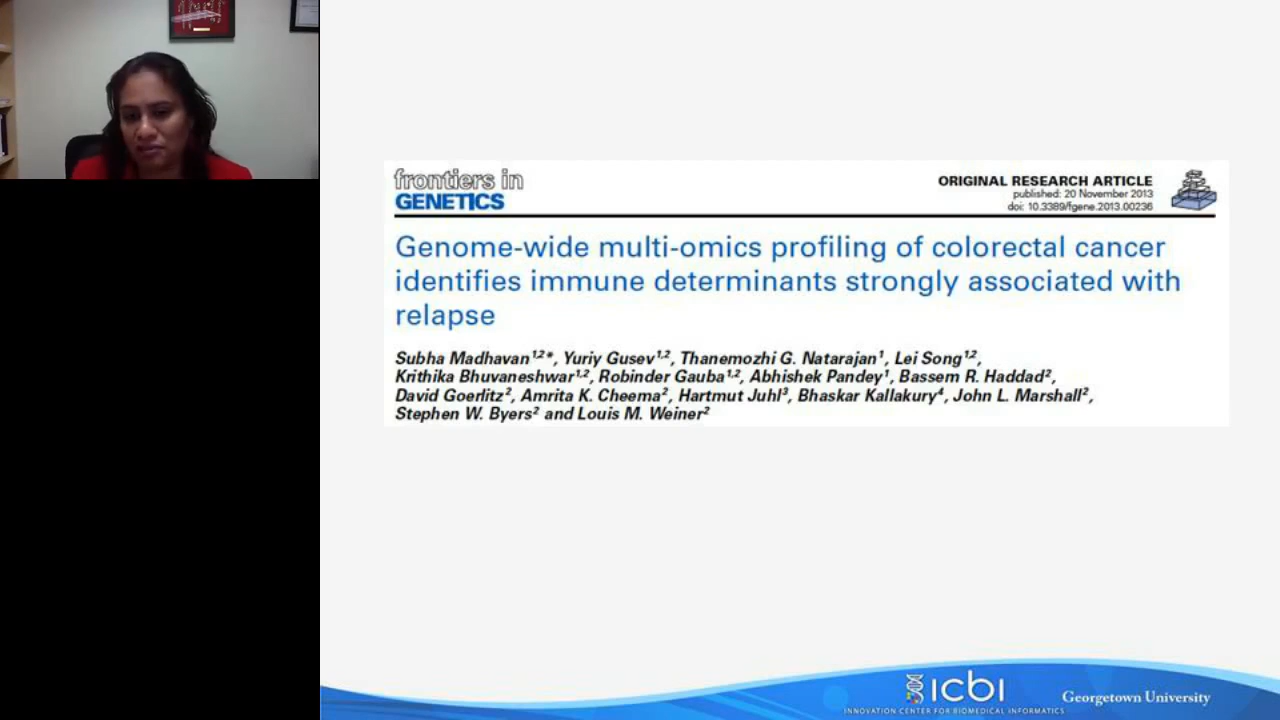 frontiers in
GENETICS
ORIGINAL RESEARCH ARTICLE
published: 20 November 2013
doi: 10.3389/fgene.2013.00236
Genome-wide multi-omics profiling of colorectal cancer
identifies immune determinants strongly associated with
relapse
Subha Madhavan1,2*, Yuriy Gusev1,2, Thanemozhi G. Natarajan1, Lei Song1,2,
Krithika Bhuvaneshwar1,2, Robinder Gauba1,2, Abhishek Pandey1, Bassem R. Haddad2,
David Goerlitz2, Amrita K. Cheema2, Hartmut Juhl3, Bhaskar Kallakury4, John L. Marshall2,
Stephen W. Byers2 and Louis M. Weiner2
icbi
INNOVATION CENTER FOR BIOMEDICAL INFORMATICS
Georgetown University